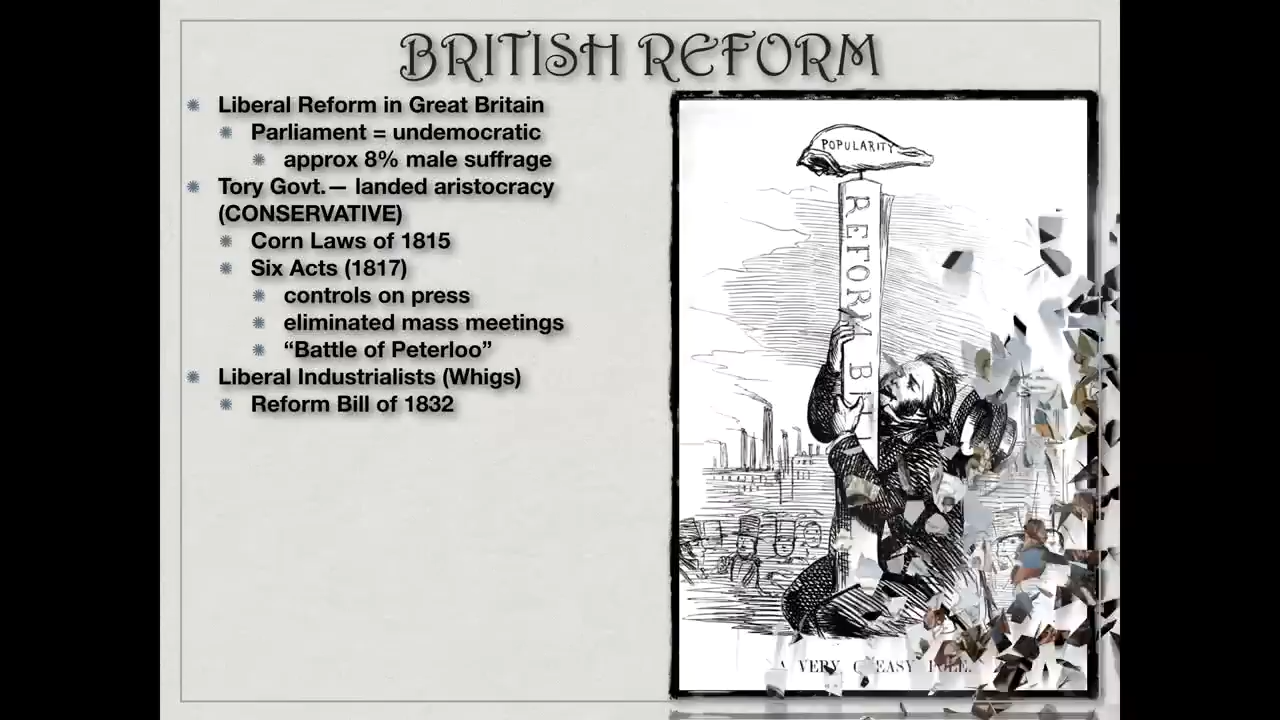 BRITISH REFORM
Liberal Reform in Great Britain
Parliament = undemocratic
approx 8% male suffrage
Tory Govt.— landed aristocracy
(CONSERVATIVE)
Corn Laws of 1815
Six Acts (1817)
controls on press
eliminated mass meetings
“Battle of Peterloo”
Liberal Industrialists (Whigs)
Reform Bill of 1832
POPULARITY
REFORM BILL
A VERY GREASY POLE.